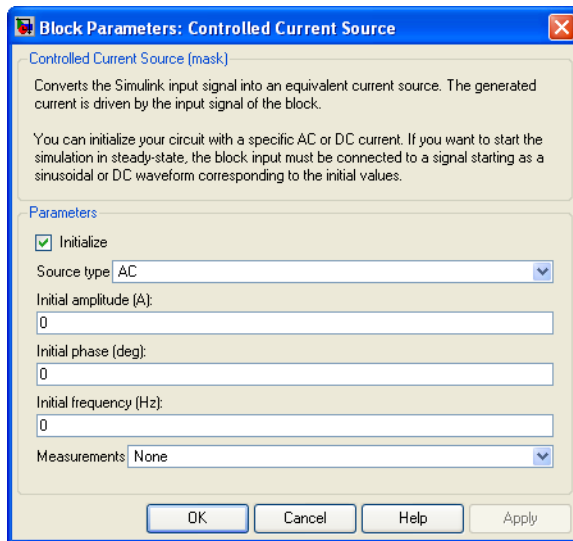 Block Parameters: Controlled Current Source
Controlled Current Source (mask)
Converts the Simulink input signal into an equivalent current source. The generated
current is driven by the input signal of the block.
You can initialize your circuit with a specific AC or DC current. If you want to start the
simulation in steady-state, the block input must be connected to a signal starting as a
sinusoidal or DC waveform corresponding to the initial values.
Parameters
Initialize
Source type AC
Initial amplitude (A):
0
Initial phase (deg):
0
Initial frequency (Hz):
0
Measurements None
OK Cancel Help Apply